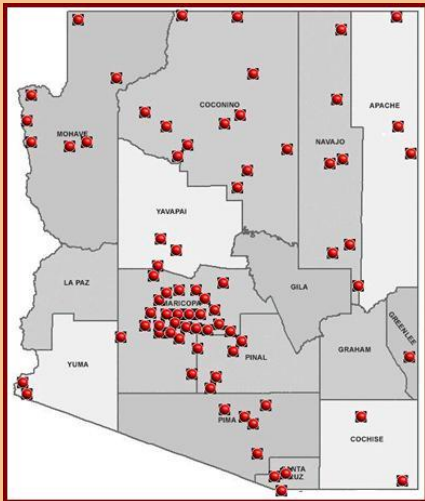 COCONINO
APACHE
MOHAVE
NAVAJO
YAVAPAI
LA PAZ
GILA
MARICOPA
GREENLEE
YUMA
PINAL
GRAHAM
PIMA
COCHISE
SANTA
CRUZ